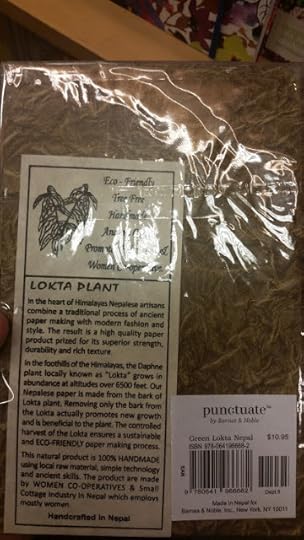 Eco - Friendly
Tree Free
Handmade
Women Co-operative
LOKTA PLANT
In the heart of Himalayas Nepalese artisans
combine a traditional process of ancient
paper making with modern fashion and
style. The result is a high quality paper
product prized for its superior strength,
durability and rich texture.
In the foothills of the Himalaya, the Daphne
plant locally known as "Lokta" grows in
abundance at altitudes over 6500 feet. Our
Nepalese paper is made from the bark of
Lokta plant, Removing only the bark from
the Lokta actually promotes new growth
and is beneficial to the plant. The controlled
harvest of the Lokta ensures a sustainable
and ECO-FRIENDLY paper making process.
This natural product is 100% HANDMADE
using local raw material, simple technology
and ancient skills. The product are made
by WOMEN CO-OPERATIVES & Small
Cottage Industry in Nepal which employs
mostly women.
Handcrafted in Nepal
punctuate™
by Barnes & Noble
Green Lokta Nepal $10.95
Made in Nepal for
Barnes & Noble, Inc., New York, NY 10011